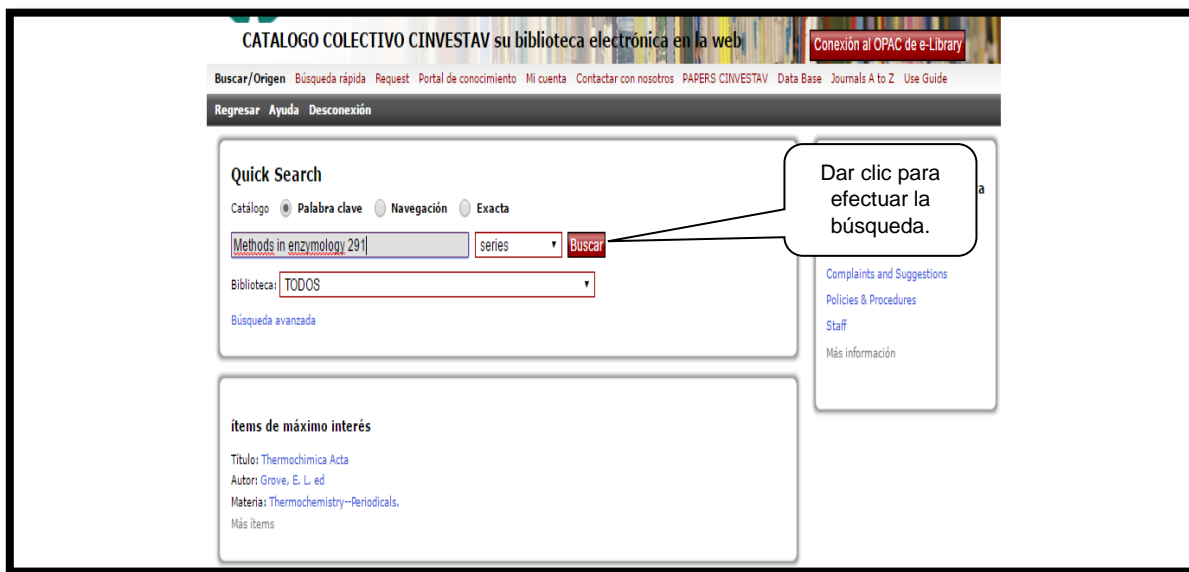 CATALOGO COLECTIVO CINVESTAV su biblioteca electrónica en la web
Conexión al OPAC de e-Library
Buscar/Origen Búsqueda rápida Request Portal de conocimiento Mi cuenta Contactar con nosotros PAPERS CINVESTAV Data Base Journals A to Z Use Guide
Regresar Ayuda Desconexión
Quick Search
Catálogo Palabra clave Navegación Exacta
Methods in enzymology 291 series Buscar
Biblioteca: TODOS
Búsqueda avanzada
Dar clic para
efectuar la
búsqueda.
a
Complaints and Suggestions
Policies & Procedures
Staff
Más información
ítems de máximo interés
Título: Thermochimica Acta
Autor: Grove, E. L. ed
Materia: Thermochemistry--Periodicals.
Más ítems